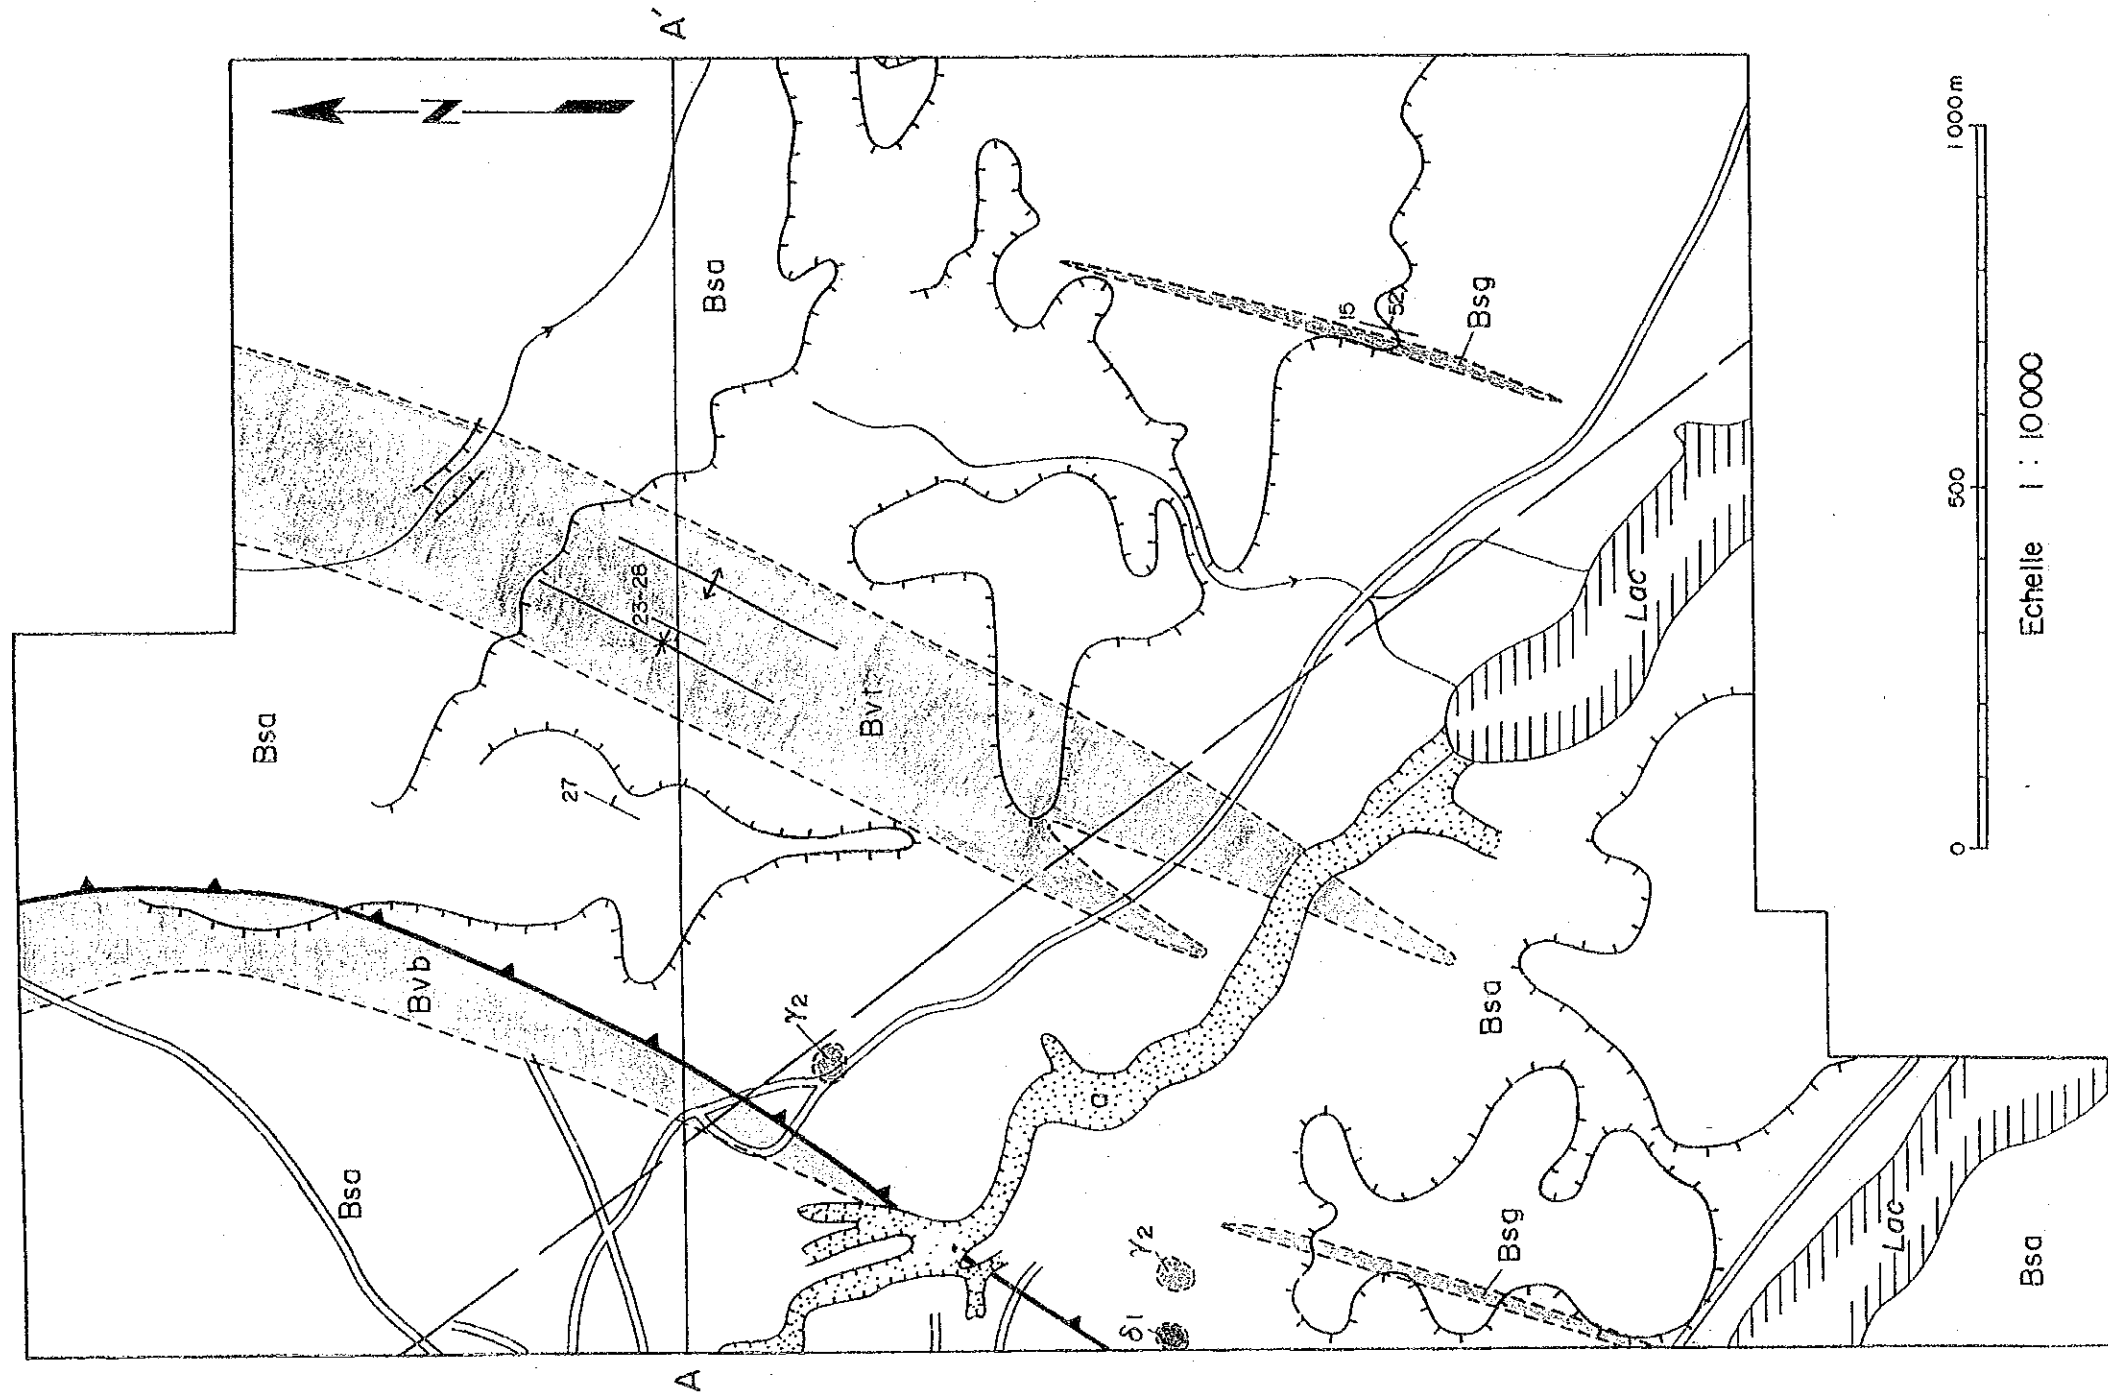 A'
N
Bsa
Bsa
23-28
Bvt
27
Bvb
Bsa
γ2
15
52
Bsg
Lac
Bsa
a
γ2
δ1
Bsg
Lac
Bsa
A
0 500 1000 m
Echelle 1 : 10000